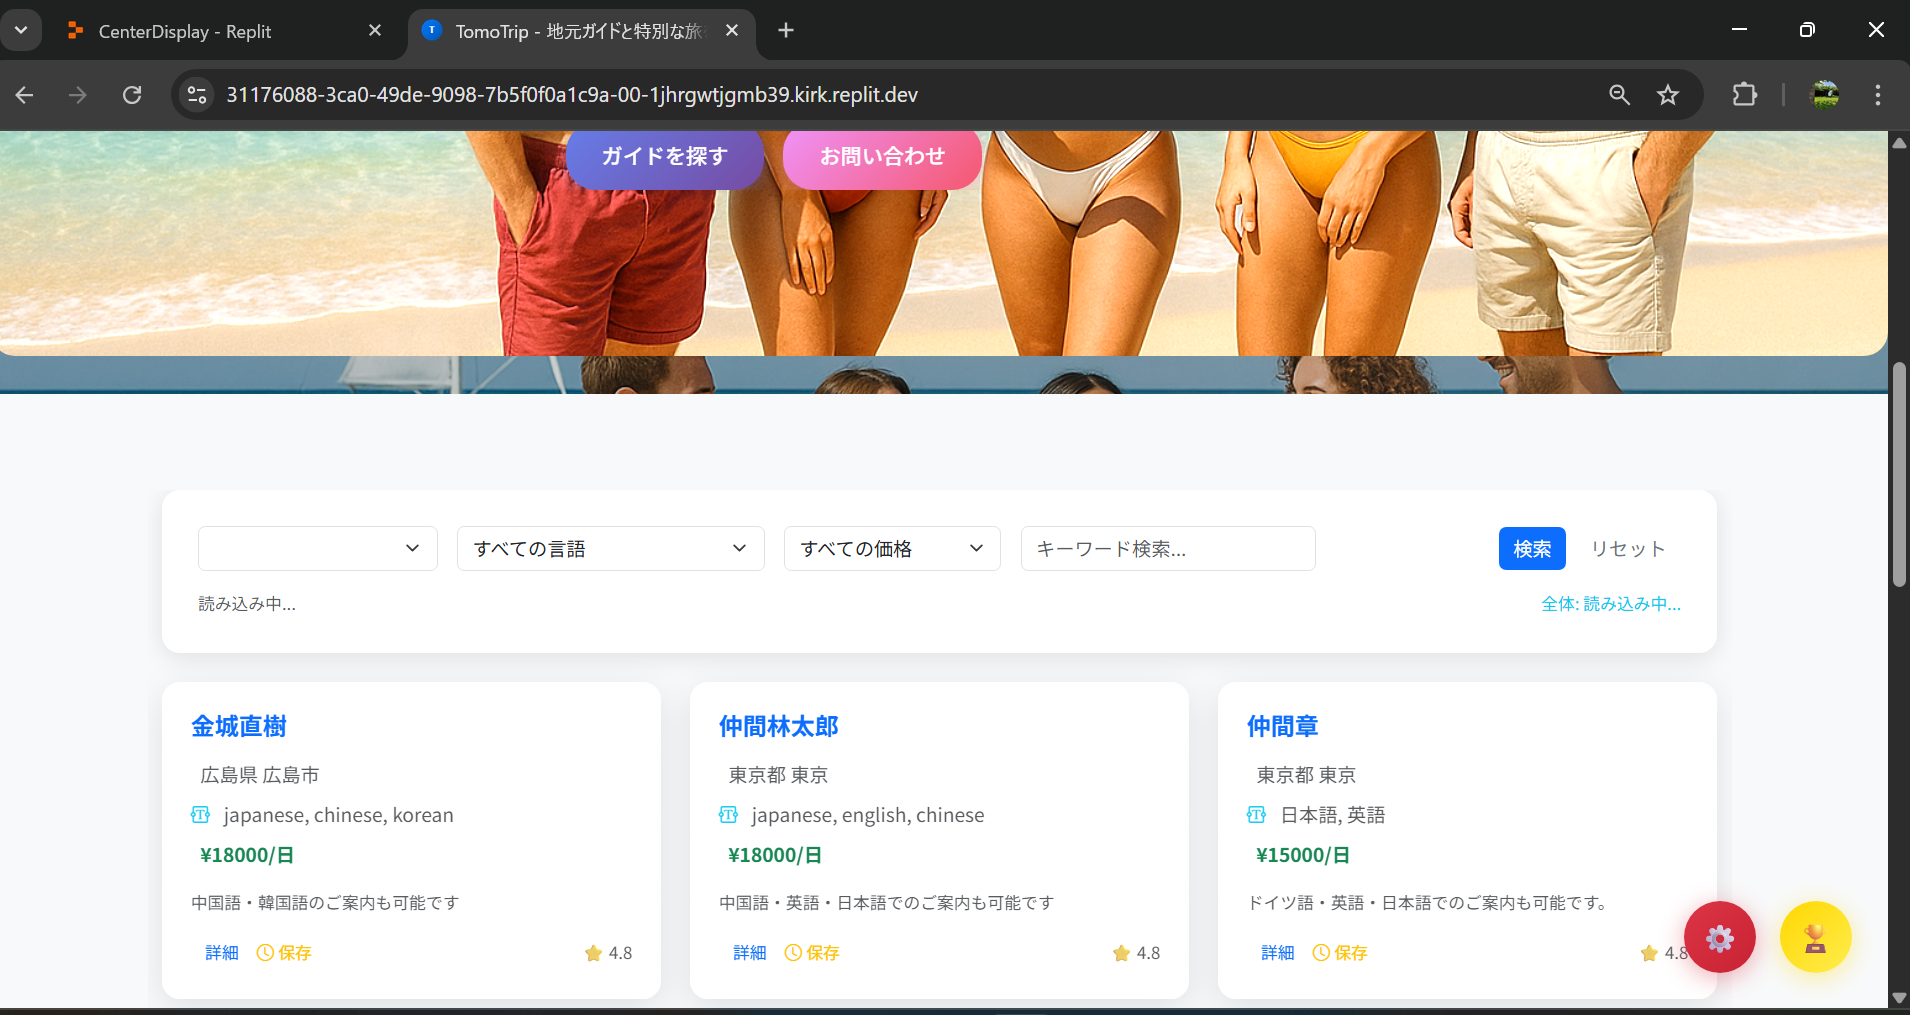 CenterDisplay - Replit
TomoTrip - 地元ガイドと特別な旅
31176088-3ca0-49de-9098-7b5f0f0a1c9a-00-1jhrgwtjgmb39.kirk.replit.dev
ガイドを探す
お問い合わせ
すべての言語
すべての価格
キーワード検索...
検索
リセット
読み込み中...
全体: 読み込み中...
金城直樹
広島県 広島市
japanese, chinese, korean
¥18000/日
中国語・韓国語のご案内も可能です
詳細
保存
4.8
仲間林太郎
東京都 東京
japanese, english, chinese
¥18000/日
中国語・英語・日本語でのご案内も可能です
詳細
保存
4.8
仲間章
東京都 東京
日本語, 英語
¥15000/日
ドイツ語・英語・日本語でのご案内も可能です。
詳細
保存
4.8